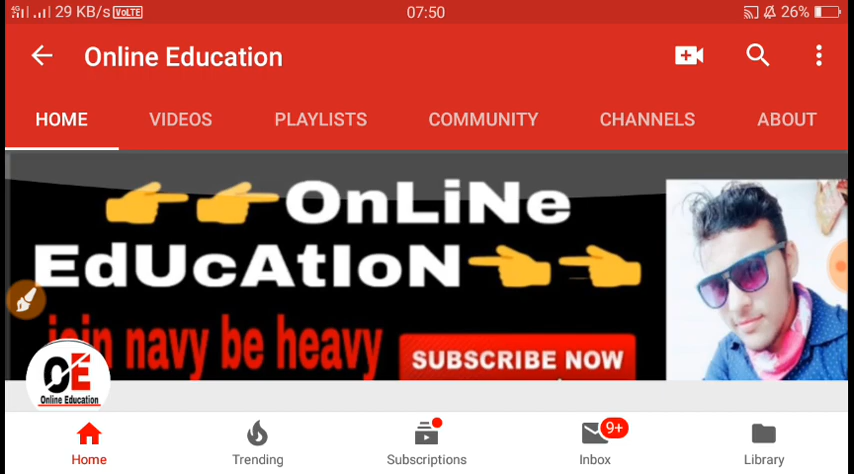 4G 29 KB/s VoLTE 07:50 26%
Online Education
HOME VIDEOS PLAYLISTS COMMUNITY CHANNELS ABOUT
OnLiNe
EdUcAtIoN
join navy be heavy
SUBSCRIBE NOW
OE
Online Education
9+
Home Trending Subscriptions Inbox Library